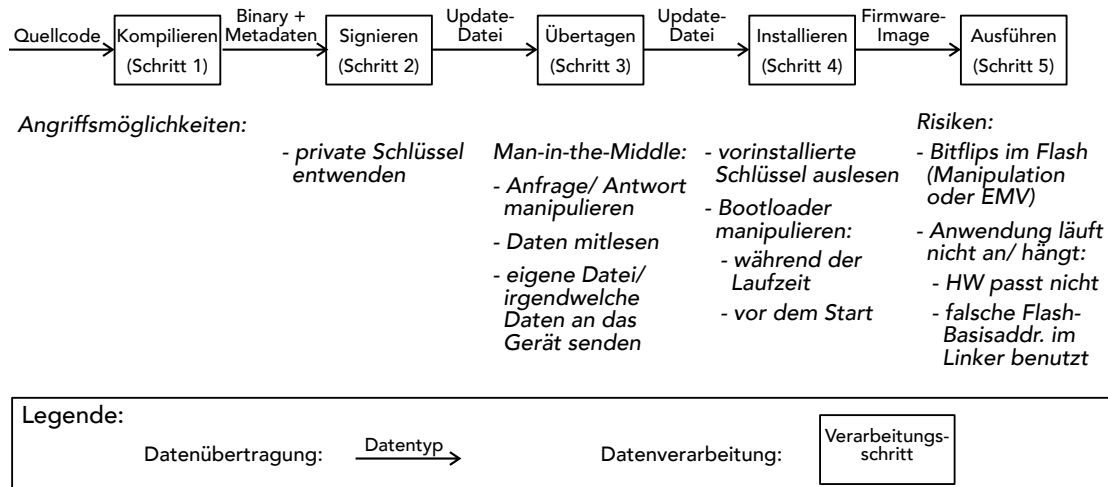 Quellcode
Kompilieren
(Schritt 1)
Binary +
Metadaten
Signieren
(Schritt 2)
Update-
Datei
Übertagen
(Schritt 3)
Update-
Datei
Installieren
(Schritt 4)
Firmware-
Image
Ausführen
(Schritt 5)
Angriffsmöglichkeiten:
- private Schlüssel
entwenden
Man-in-the-Middle:
- Anfrage/ Antwort
manipulieren
- Daten mitlesen
- eigene Datei/
irgendwelche
Daten an das
Gerät senden
- vorinstallierte
Schlüssel auslesen
- Bootloader
manipulieren:
- während der
Laufzeit
- vor dem Start
Risiken:
- Bitflips im Flash
(Manipulation
oder EMV)
- Anwendung läuft
nicht an/ hängt:
- HW passt nicht
- falsche Flash-
Basisaddr. im
Linker benutzt
Legende:
Datenübertragung:
Datentyp
Datenverarbeitung:
Verarbeitungs-
schritt